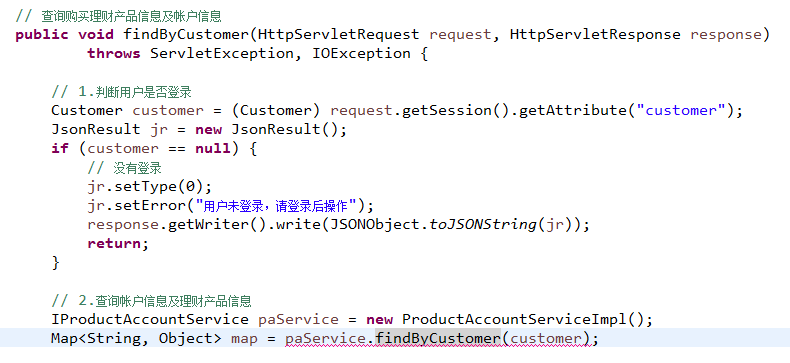 // 查询购买理财产品信息及帐户信息
public void findByCustomer(HttpServletRequest request, HttpServletResponse response)
throws ServletException, IOException {
// 1.判断用户是否登录
Customer customer = (Customer) request.getSession().getAttribute("customer");
JsonResult jr = new JsonResult();
if (customer == null) {
// 没有登录
jr.setType(0);
jr.setError("用户未登录，请登录后操作");
response.getWriter().write(JSONObject.toJSONString(jr));
return;
}
// 2.查询帐户信息及理财产品信息
IProductAccountService paService = new ProductAccountServiceImpl();
Map<String, Object> map = paService.findByCustomer(customer);